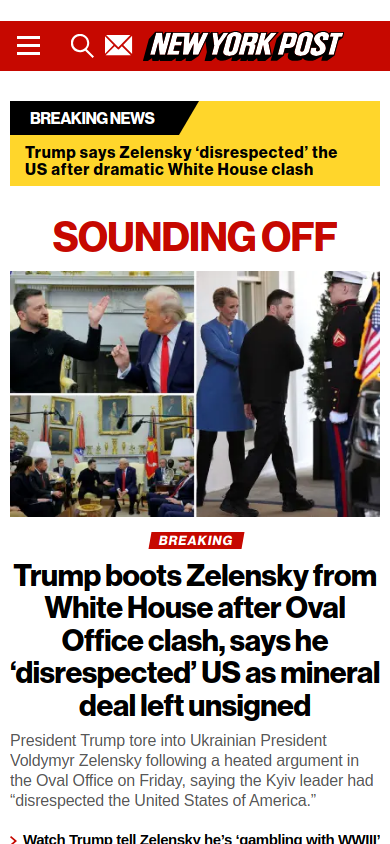 NEW YORK POST
BREAKING NEWS
Trump says Zelensky ‘disrespected’ the
US after dramatic White House clash
SOUNDING OFF
BREAKING
Trump boots Zelensky from
White House after Oval
Office clash, says he
‘disrespected’ US as mineral
deal left unsigned
President Trump tore into Ukrainian President
Voldymyr Zelensky following a heated argument in
the Oval Office on Friday, saying the Kyiv leader had
“disrespected the United States of America.”
Watch Trump tell Zelensky he’s ‘gambling with WWIII’